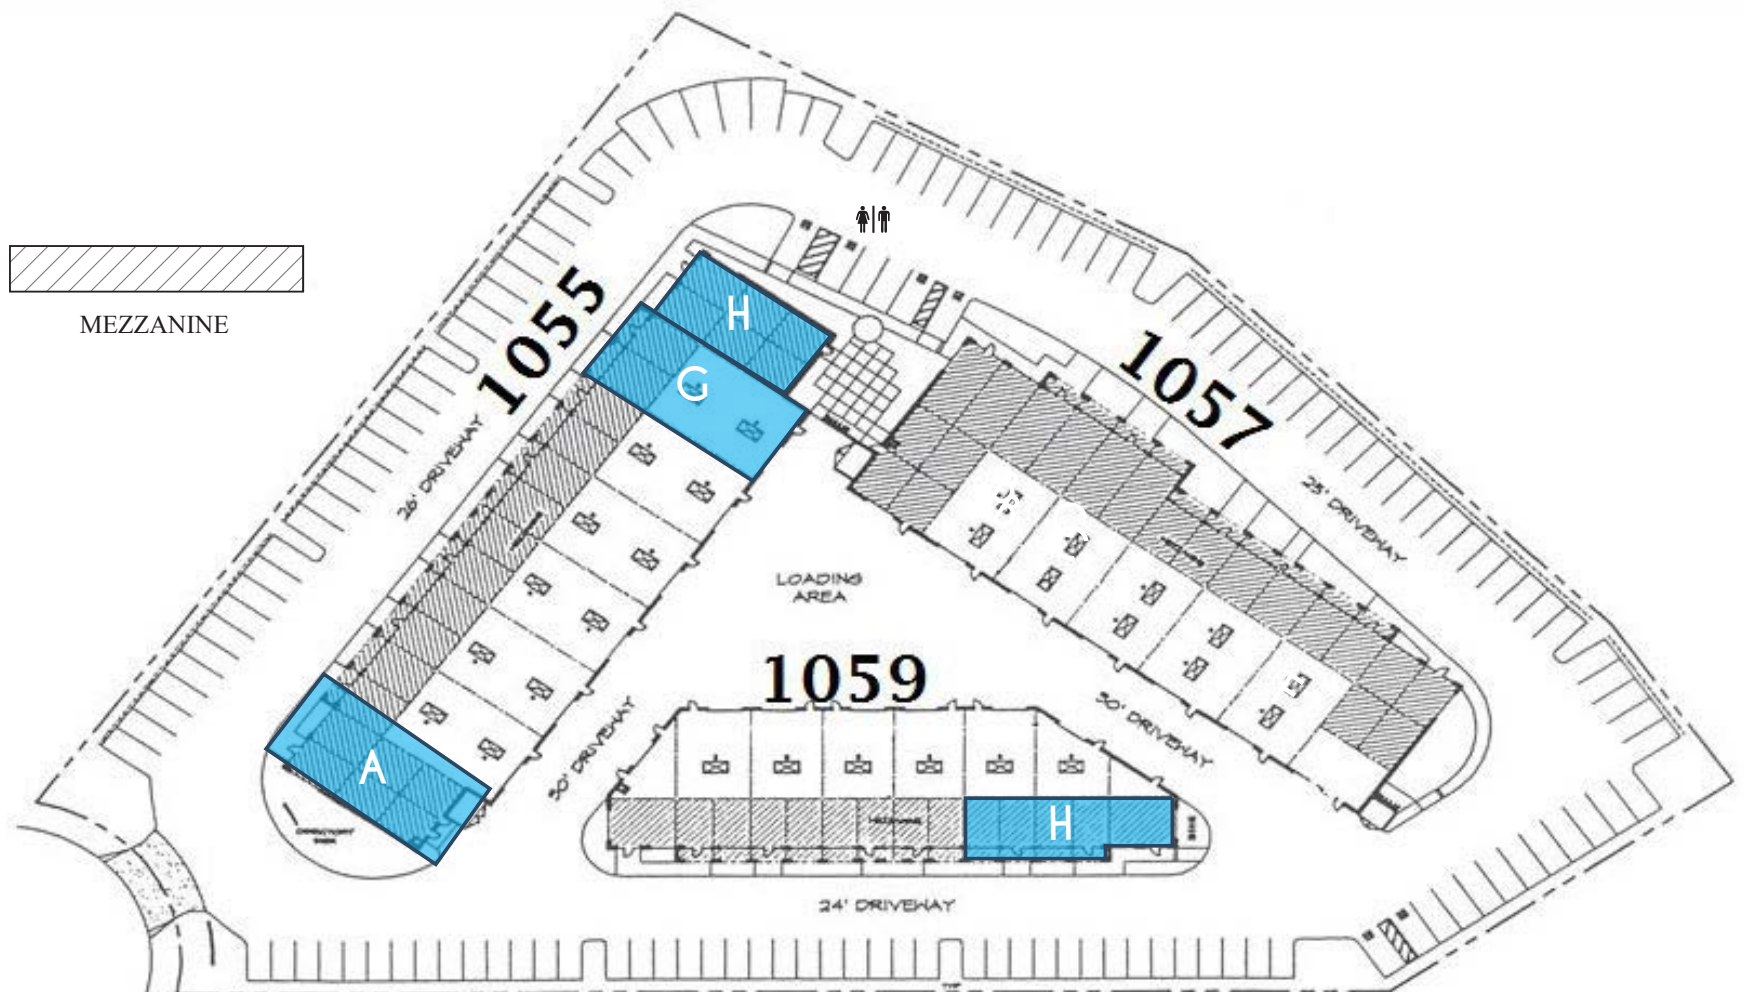 MEZZANINE
1055
1057
H
G
26' DRIVEWAY
25' DRIVEWAY
LOADING
AREA
1059
30' DRIVEWAY
30' DRIVEWAY
A
H
24' DRIVEWAY